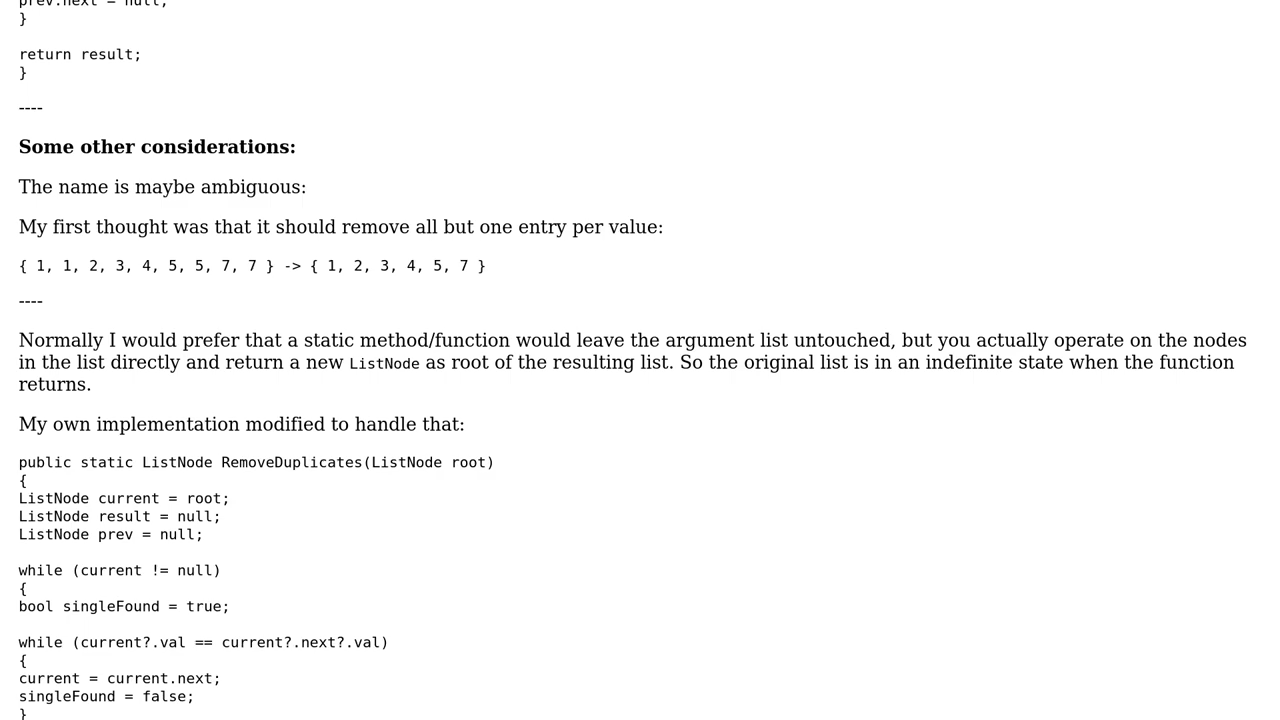 prev.next = null;
}
return result;
}
----
Some other considerations:
The name is maybe ambiguous:
My first thought was that it should remove all but one entry per value:
{ 1, 1, 2, 3, 4, 5, 5, 7, 7 } -> { 1, 2, 3, 4, 5, 7 }
----
Normally I would prefer that a static method/function would leave the argument list untouched, but you actually operate on the nodes
in the list directly and return a new ListNode as root of the resulting list. So the original list is in an indefinite state when the function
returns.
My own implementation modified to handle that:
public static ListNode RemoveDuplicates(ListNode root)
{
ListNode current = root;
ListNode result = null;
ListNode prev = null;
while (current != null)
{
bool singleFound = true;
while (current?.val == current?.next?.val)
{
current = current.next;
singleFound = false;
}